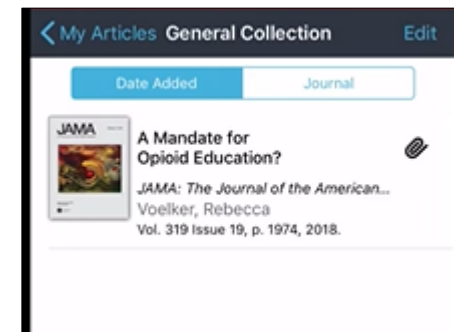 My Articles General Collection Edit
Date Added Journal
JAMA
A Mandate for
Opioid Education?
JAMA: The Journal of the American...
Voelker, Rebecca
Vol. 319 Issue 19, p. 1974, 2018.